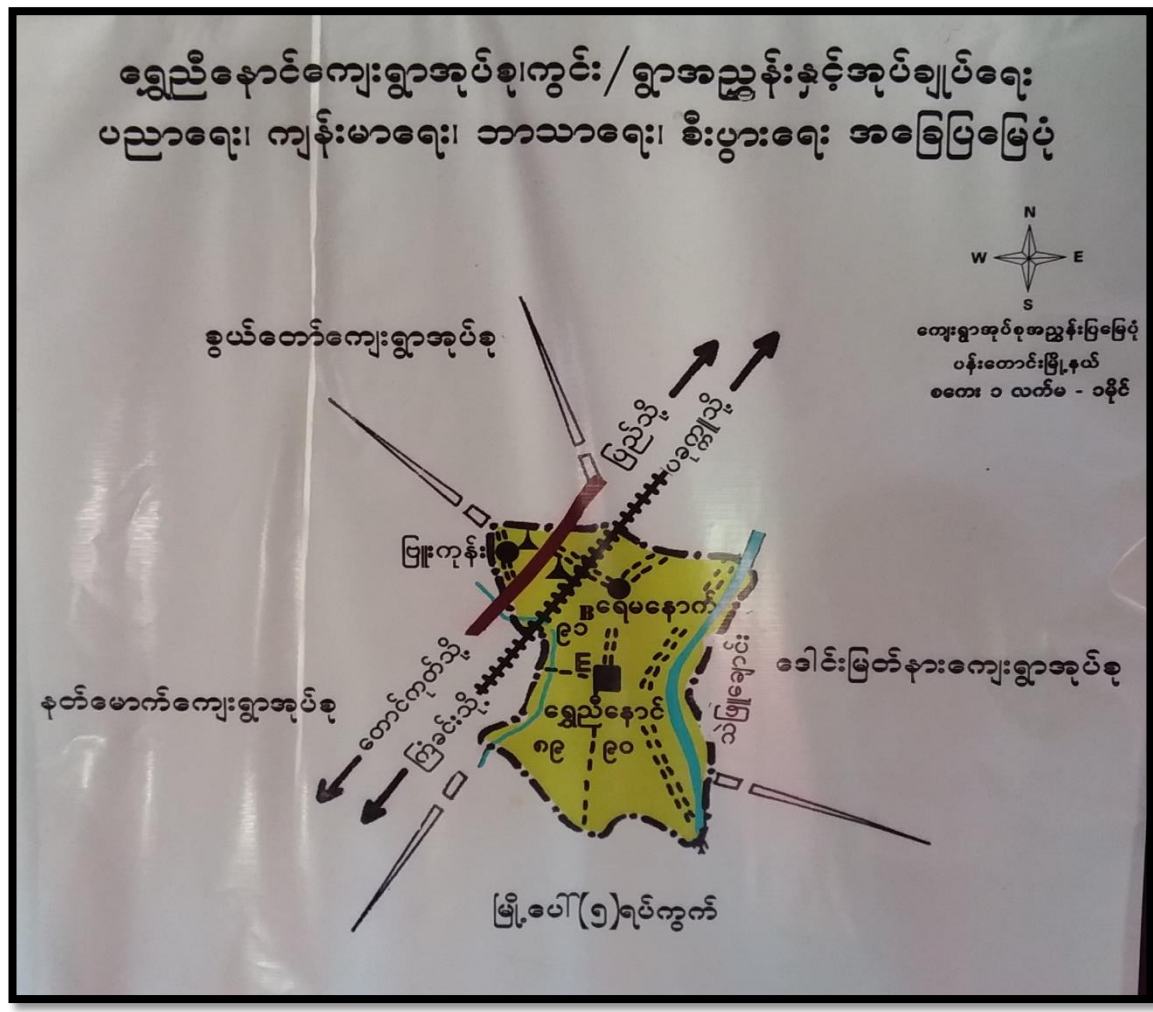 ရွှေညီနောင်ကျေးရွာအုပ်စု၊ကွင်း/ရွာအညွှန်းနှင့်အုပ်ချုပ်ရေး
ပညာရေး၊ ကျန်းမာရေး၊ ဘာသာရေး၊ စီးပွားရေး အခြေပြမြေပုံ
N
W
E
S
ကျေးရွာအုပ်စုအညွှန်းပြမြေပုံ
ပန်းတောင်းမြို့နယ်
စကေး ၁ လက်မ - ၁မိုင်
စွယ်တော်ကျေးရွာအုပ်စု
ပြည်သို့
ပခုက္ကူသို့
ဗြူးကုန်း
ရေမနောက်
၉၁
ဒေါင်းမြတ်နားကျေးရွာအုပ်စု
နတ်မောက်ကျေးရွာအုပ်စု
တောင်ကုတ်သို့
ကြံခင်းသို့
ရွှေညီနောင်
၈၉
၉၀
မြို့ပေါ်(၅)ရပ်ကွက်